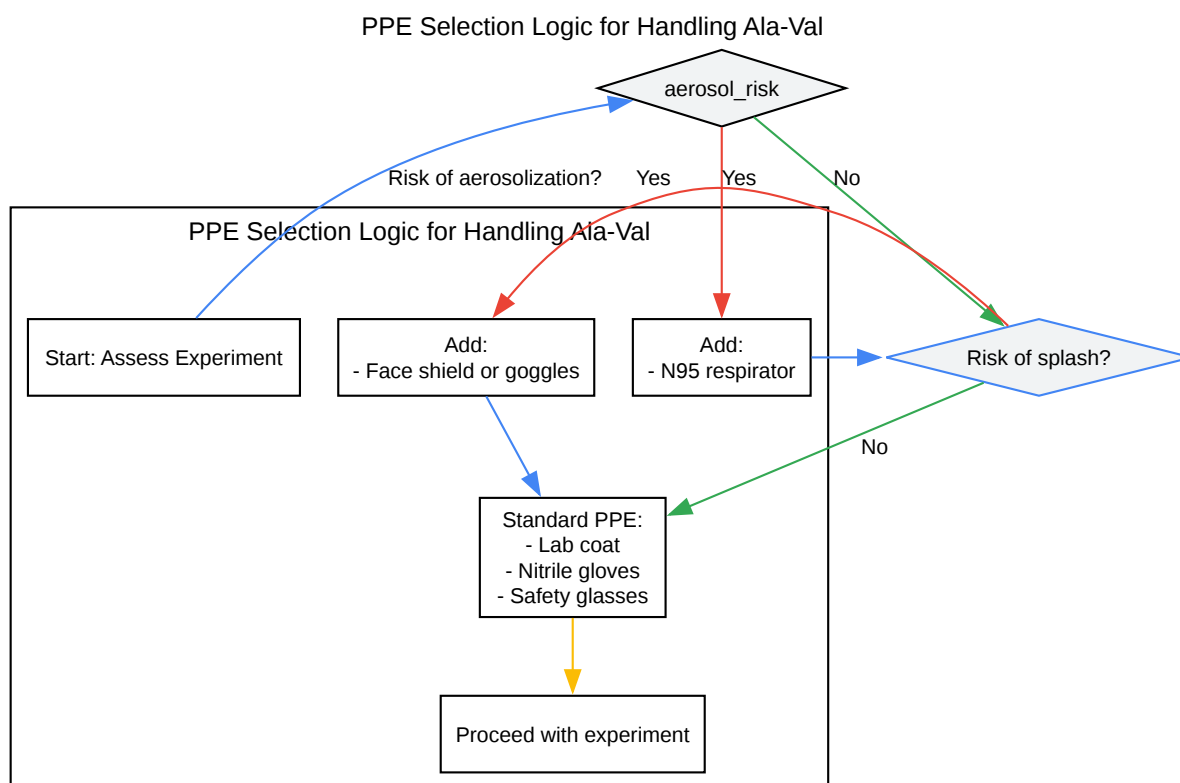 PPE Selection Logic for Handling Ala-Val
aerosol_risk
Risk of aerosolization?
Yes
Yes
No
PPE Selection Logic for Handling Ala-Val
Start: Assess Experiment
Add:
- Face shield or goggles
Add:
- N95 respirator
Risk of splash?
No
Standard PPE:
- Lab coat
- Nitrile gloves
- Safety glasses
Proceed with experiment